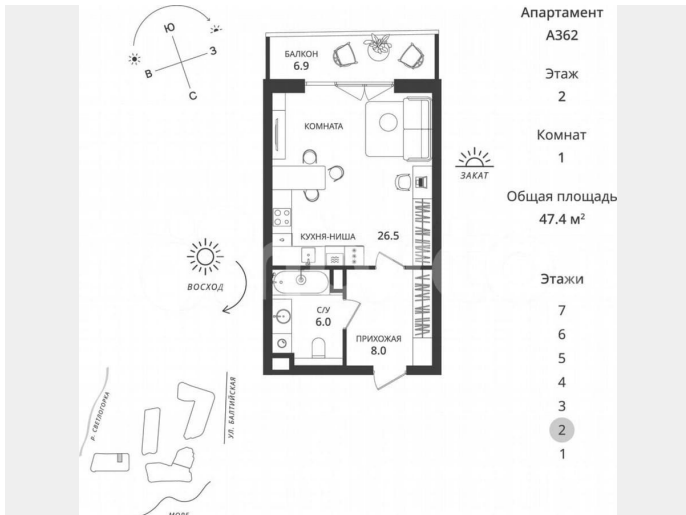 Апартамент
А362
Этаж
2
Комнат
1
Общая площадь
47.4 м²
Этажи
7
6
5
4
3
2
1
Ю
З
В
С
БАЛКОН
6.9
КОМНАТА
КУХНЯ-НИША
26.5
С/У
6.0
ПРИХОЖАЯ
8.0
ЗАКАТ
ВОСХОД
Р. СВЕТЛОГОРКА
УЛ. БАЛТИЙСКАЯ
МОРЕ